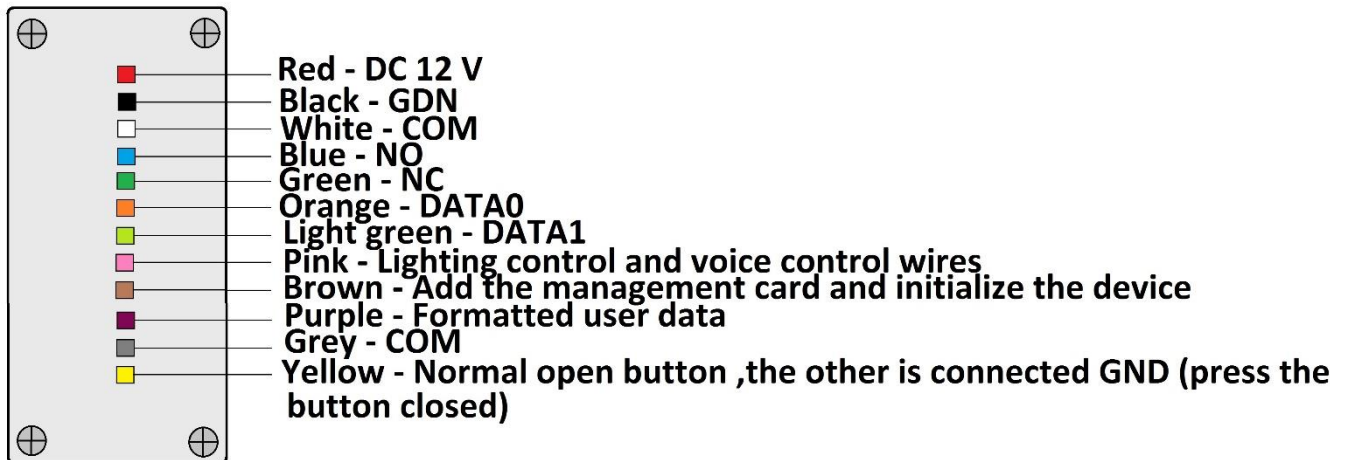 Red - DC 12 V
Black - GDN
White - COM
Blue - NO
Green - NC
Orange - DATA0
Light green - DATA1
Pink - Lighting control and voice control wires
Brown - Add the management card and initialize the device
Purple - Formatted user data
Grey - COM
Yellow - Normal open button ,the other is connected GND (press the
button closed)